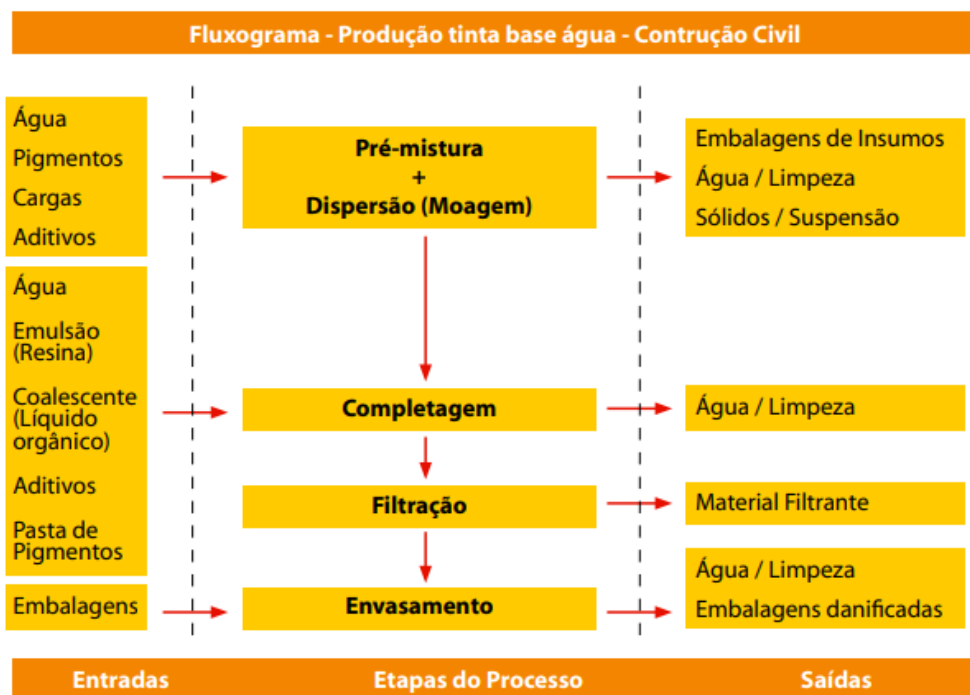 Fluxograma - Produção tinta base água - Contrução Civil
Água
Pigmentos
Cargas
Aditivos
Pré-mistura
+
Dispersão (Moagem)
Embalagens de Insumos
Água / Limpeza
Sólidos / Suspensão
Água
Emulsão
(Resina)
Coalescente
(Líquido
orgânico)
Aditivos
Pasta de
Pigmentos
Completagem
Água / Limpeza
Filtração
Material Filtrante
Embalagens
Envasamento
Água / Limpeza
Embalagens danificadas
Entradas
Etapas do Processo
Saídas